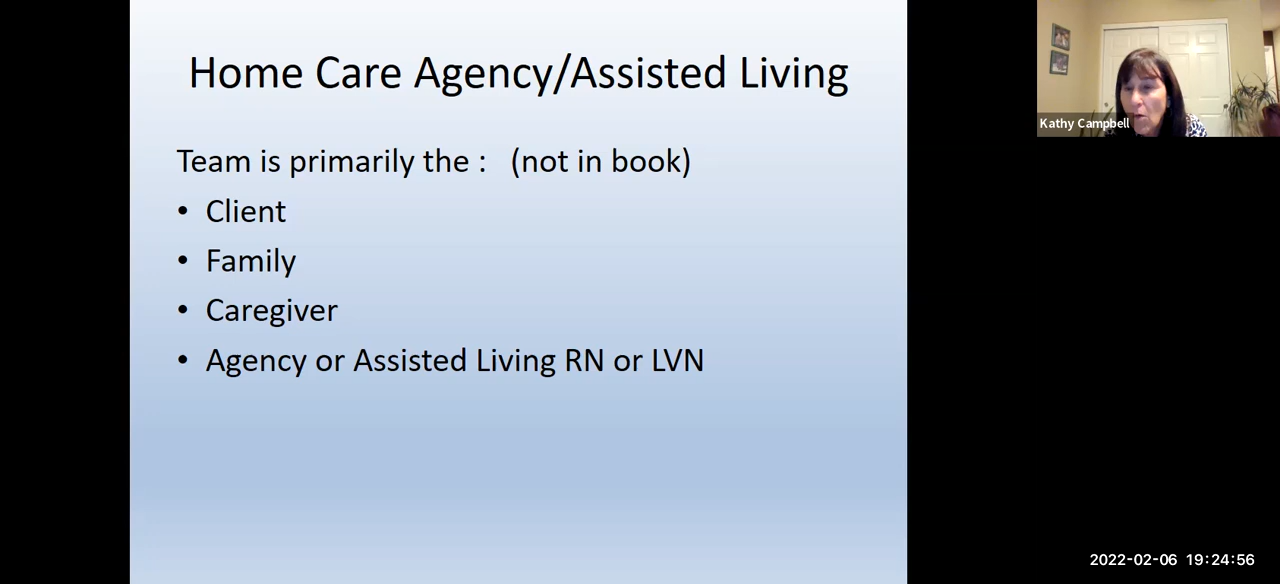 Home Care Agency/Assisted Living
Team is primarily the :   (not in book)
• Client
• Family
• Caregiver
• Agency or Assisted Living RN or LVN
Kathy Campbell
2022-02-06 19:24:56